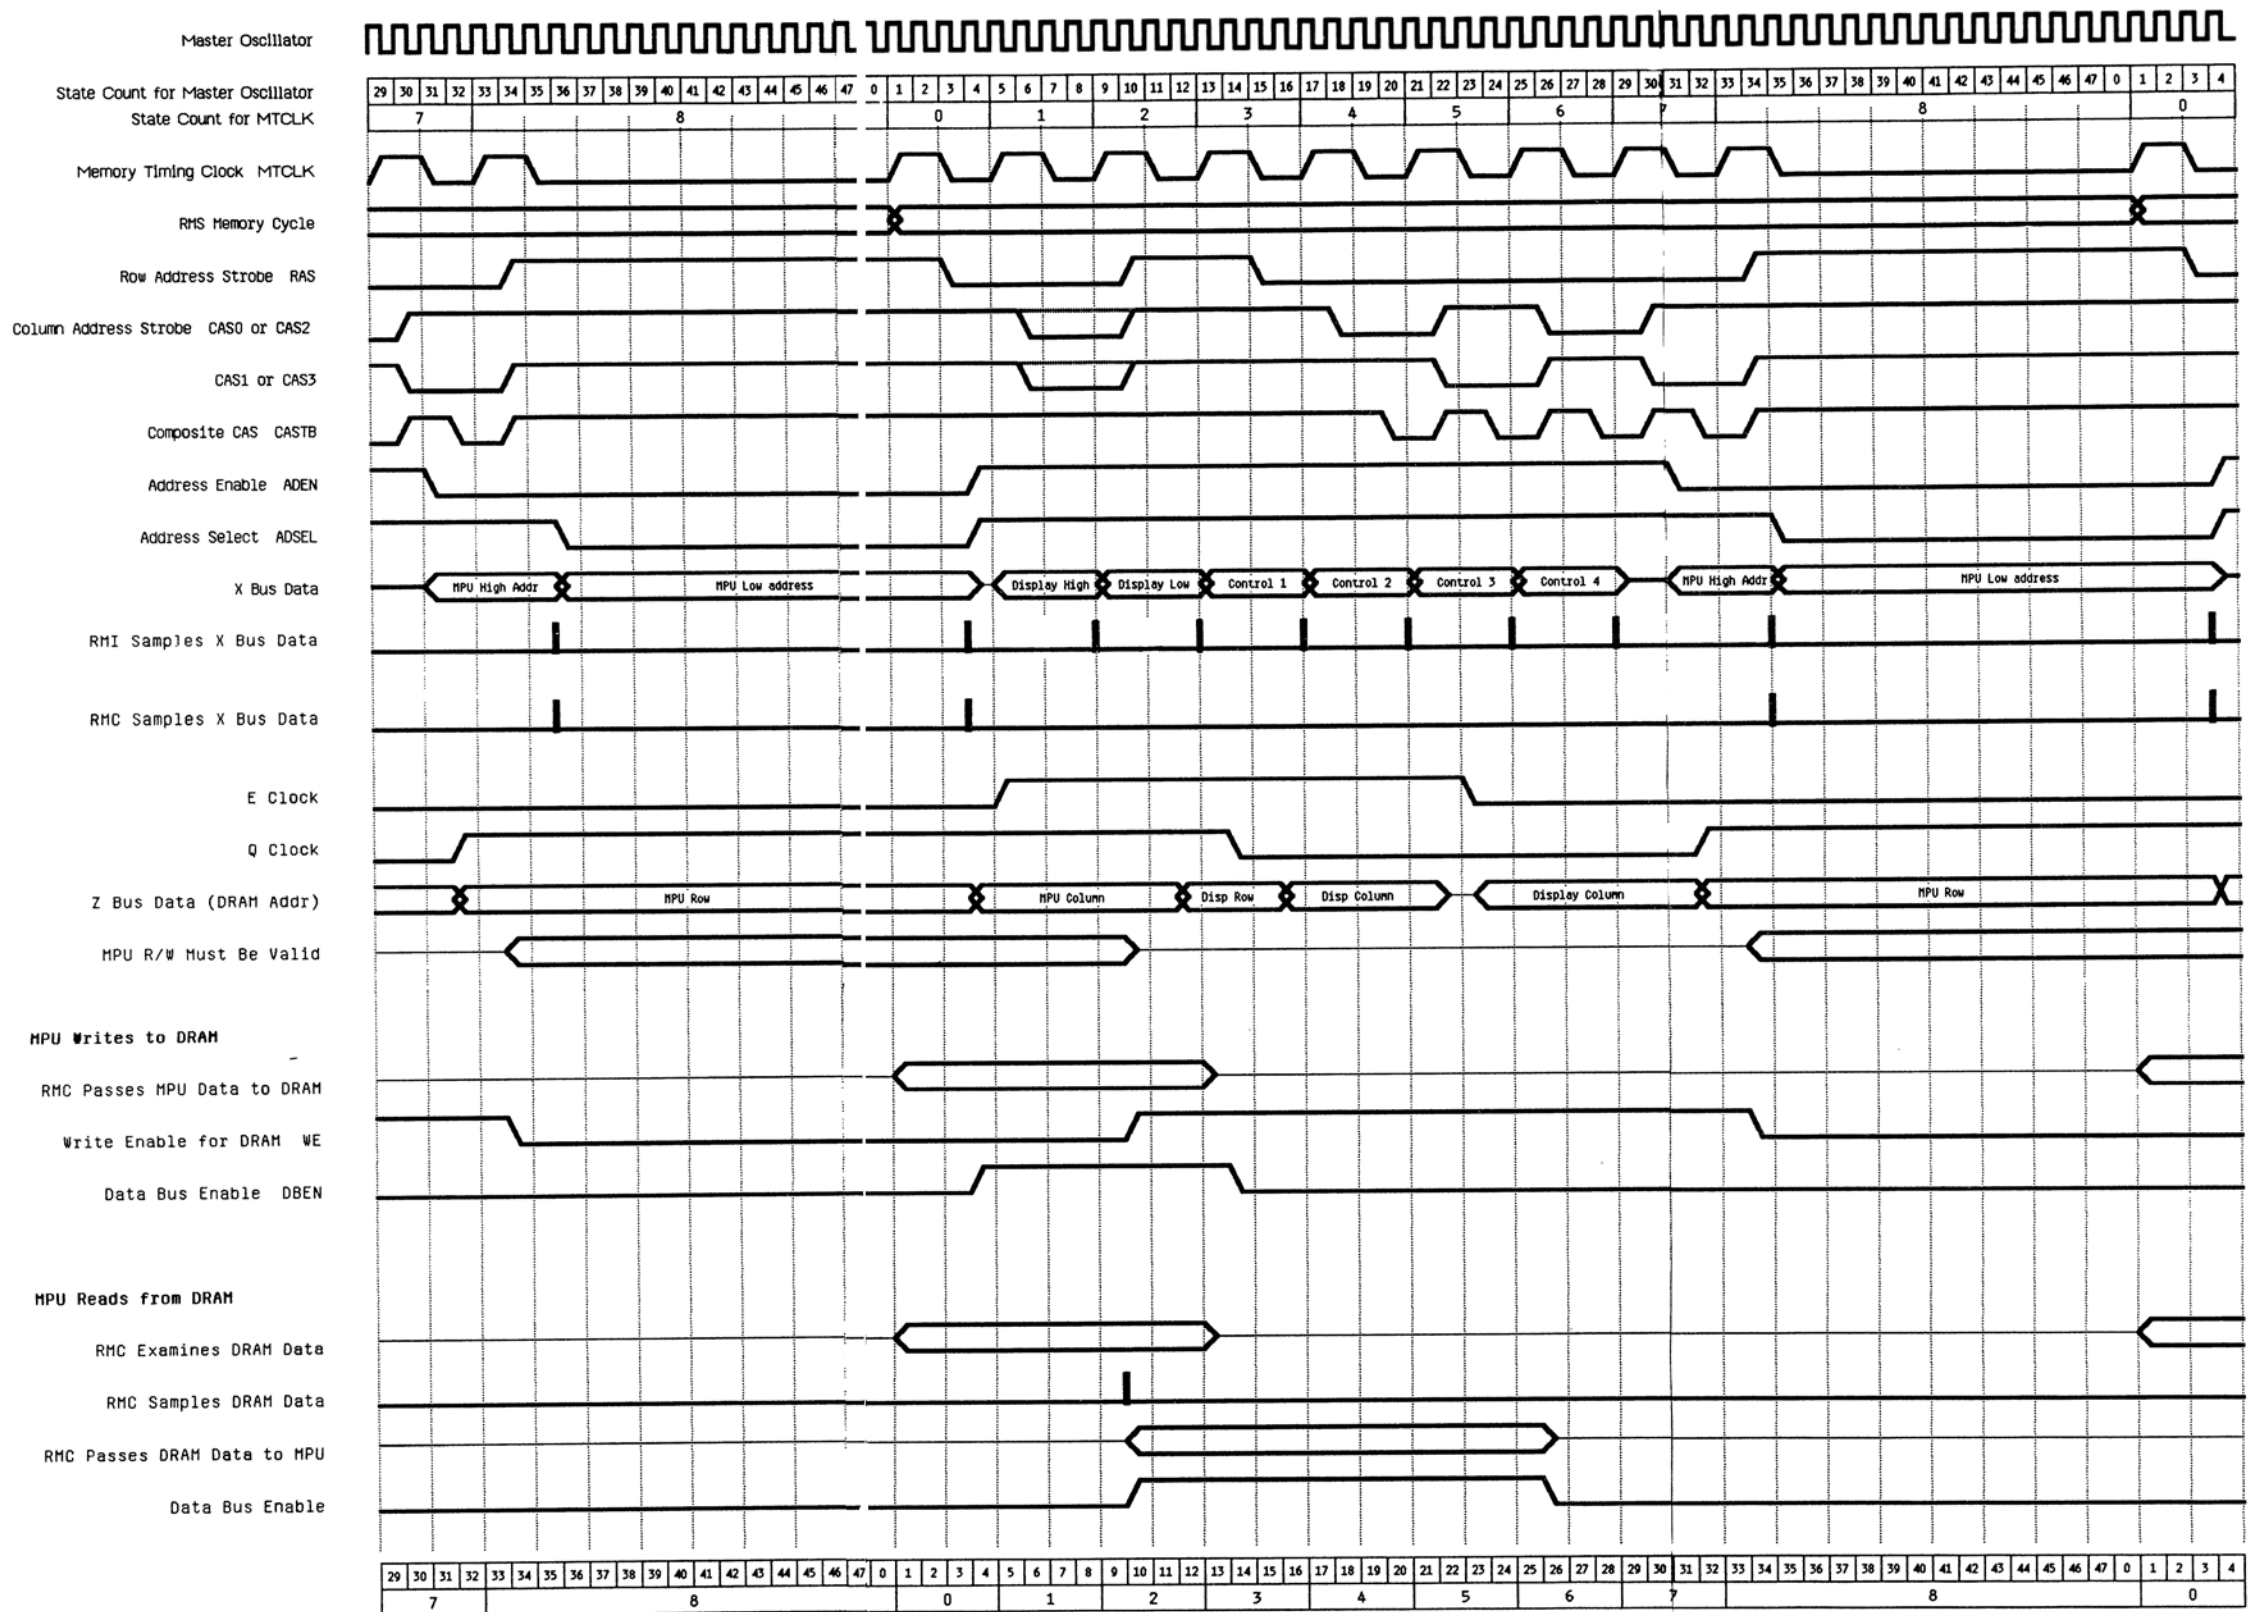 Master Oscillator
State Count for Master Oscillator 29 30 31 32 33 34 35 36 37 38 39 40 41 42 43 44 45 46 47 0 1 2 3 4 5 6 7 8 9 10 11 12 13 14 15 16 17 18 19 20 21 22 23 24 25 26 27 28 29 30 31 32 33 34 35 36 37 38 39 40 41 42 43 44 45 46 47 0 1 2 3 4
State Count for MTCLK 7 8 0 1 2 3 4 5 6 7 8 0
Memory Timing Clock MTCLK
RMS Memory Cycle
Row Address Strobe RAS
Column Address Strobe CAS0 or CAS2
CAS1 or CAS3
Composite CAS CASTB
Address Enable ADEN
Address Select ADSEL
X Bus Data MPU High Addr MPU Low address Display High Display Low Control 1 Control 2 Control 3 Control 4 MPU High Addr MPU Low address
RMI Samples X Bus Data
RMC Samples X Bus Data
E Clock
Q Clock
Z Bus Data (DRAM Addr) MPU Row MPU Column Disp Row Disp Column Display Column MPU Row
MPU R/W Must Be Valid
MPU Writes to DRAM
RMC Passes MPU Data to DRAM
Write Enable for DRAM WE
Data Bus Enable DBEN
MPU Reads from DRAM
RMC Examines DRAM Data
RMC Samples DRAM Data
RMC Passes DRAM Data to MPU
Data Bus Enable
29 30 31 32 33 34 35 36 37 38 39 40 41 42 43 44 45 46 47 0 1 2 3 4 5 6 7 8 9 10 11 12 13 14 15 16 17 18 19 20 21 22 23 24 25 26 27 28 29 30 31 32 33 34 35 36 37 38 39 40 41 42 43 44 45 46 47 0 1 2 3 4
7 8 0 1 2 3 4 5 6 7 8 0